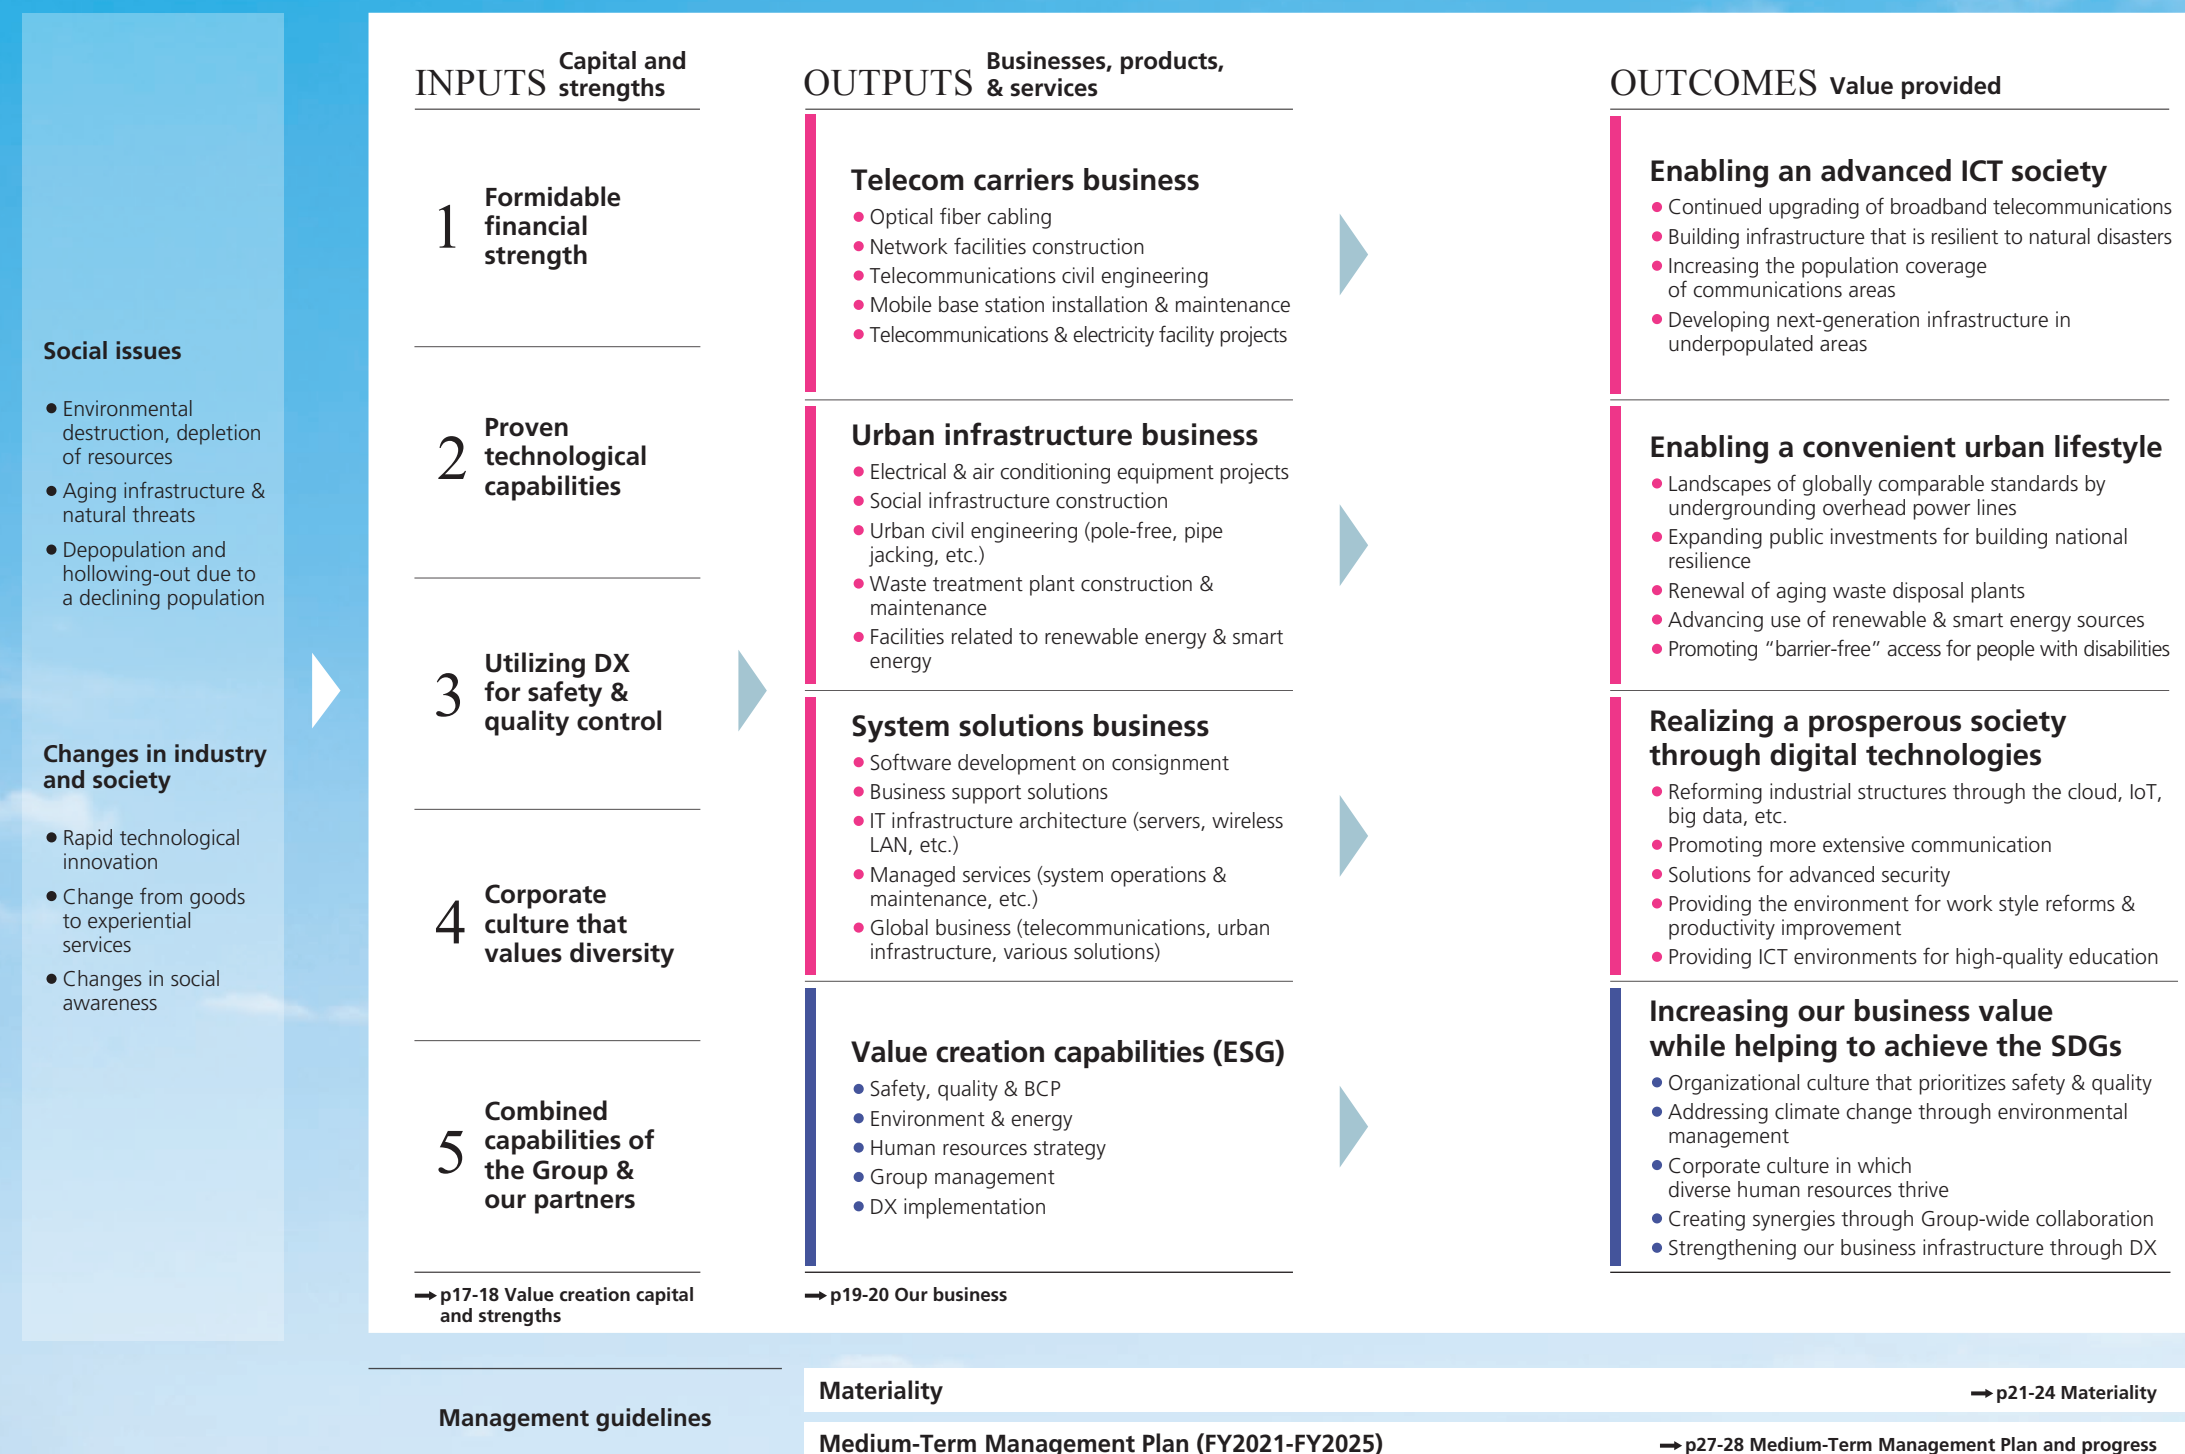 Social issues
● Environmental
destruction, depletion
of resources
● Aging infrastructure &
natural threats
● Depopulation and
hollowing-out due to
a declining population
Changes in industry
and society
● Rapid technological
innovation
● Change from goods
to experiential
services
● Changes in social
awareness
INPUTS Capital and
strengths
1 Formidable
financial
strength
2 Proven
technological
capabilities
3 Utilizing DX
for safety &
quality control
4 Corporate
culture that
values diversity
5 Combined
capabilities of
the Group &
our partners
→ p17-18 Value creation capital
and strengths
OUTPUTS Businesses, products,
& services
Telecom carriers business
● Optical fiber cabling
● Network facilities construction
● Telecommunications civil engineering
● Mobile base station installation & maintenance
● Telecommunications & electricity facility projects
Urban infrastructure business
● Electrical & air conditioning equipment projects
● Social infrastructure construction
● Urban civil engineering (pole-free, pipe
jacking, etc.)
● Waste treatment plant construction &
maintenance
● Facilities related to renewable energy & smart
energy
System solutions business
● Software development on consignment
● Business support solutions
● IT infrastructure architecture (servers, wireless
LAN, etc.)
● Managed services (system operations &
maintenance, etc.)
● Global business (telecommunications, urban
infrastructure, various solutions)
Value creation capabilities (ESG)
● Safety, quality & BCP
● Environment & energy
● Human resources strategy
● Group management
● DX implementation
→ p19-20 Our business
OUTCOMES Value provided
Enabling an advanced ICT society
● Continued upgrading of broadband telecommunications
● Building infrastructure that is resilient to natural disasters
● Increasing the population coverage
of communications areas
● Developing next-generation infrastructure in
underpopulated areas
Enabling a convenient urban lifestyle
● Landscapes of globally comparable standards by
undergrounding overhead power lines
● Expanding public investments for building national
resilience
● Renewal of aging waste disposal plants
● Advancing use of renewable & smart energy sources
● Promoting “barrier-free” access for people with disabilities
Realizing a prosperous society
through digital technologies
● Reforming industrial structures through the cloud, IoT,
big data, etc.
● Promoting more extensive communication
● Solutions for advanced security
● Providing the environment for work style reforms &
productivity improvement
● Providing ICT environments for high-quality education
Increasing our business value
while helping to achieve the SDGs
● Organizational culture that prioritizes safety & quality
● Addressing climate change through environmental
management
● Corporate culture in which
diverse human resources thrive
● Creating synergies through Group-wide collaboration
● Strengthening our business infrastructure through DX
Management guidelines
Materiality → p21-24 Materiality
Medium-Term Management Plan (FY2021-FY2025) → p27-28 Medium-Term Management Plan and progress